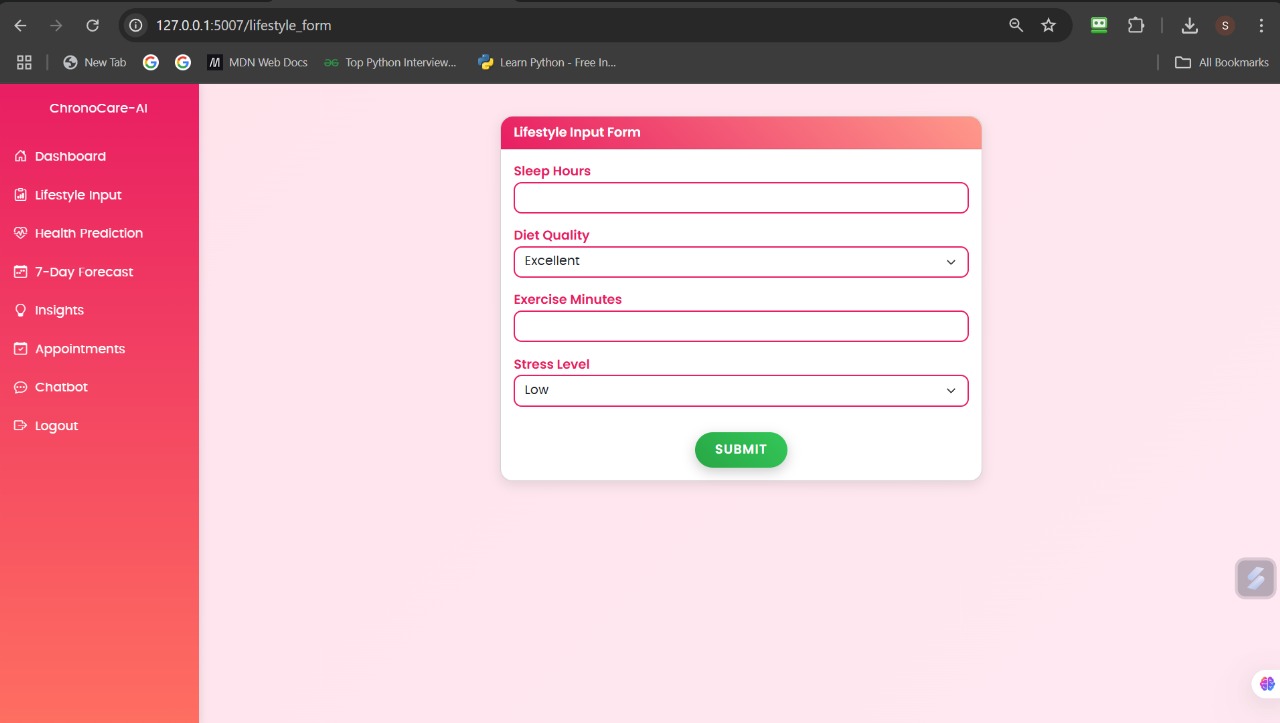 127.0.0.1:5007/lifestyle_form
S
New Tab
MDN Web Docs
Top Python Interview...
Learn Python - Free In...
All Bookmarks
ChronoCare-AI
Dashboard
Lifestyle Input
Health Prediction
7-Day Forecast
Insights
Appointments
Chatbot
Logout
Lifestyle Input Form
Sleep Hours
Diet Quality
Excellent
Exercise Minutes
Stress Level
Low
SUBMIT